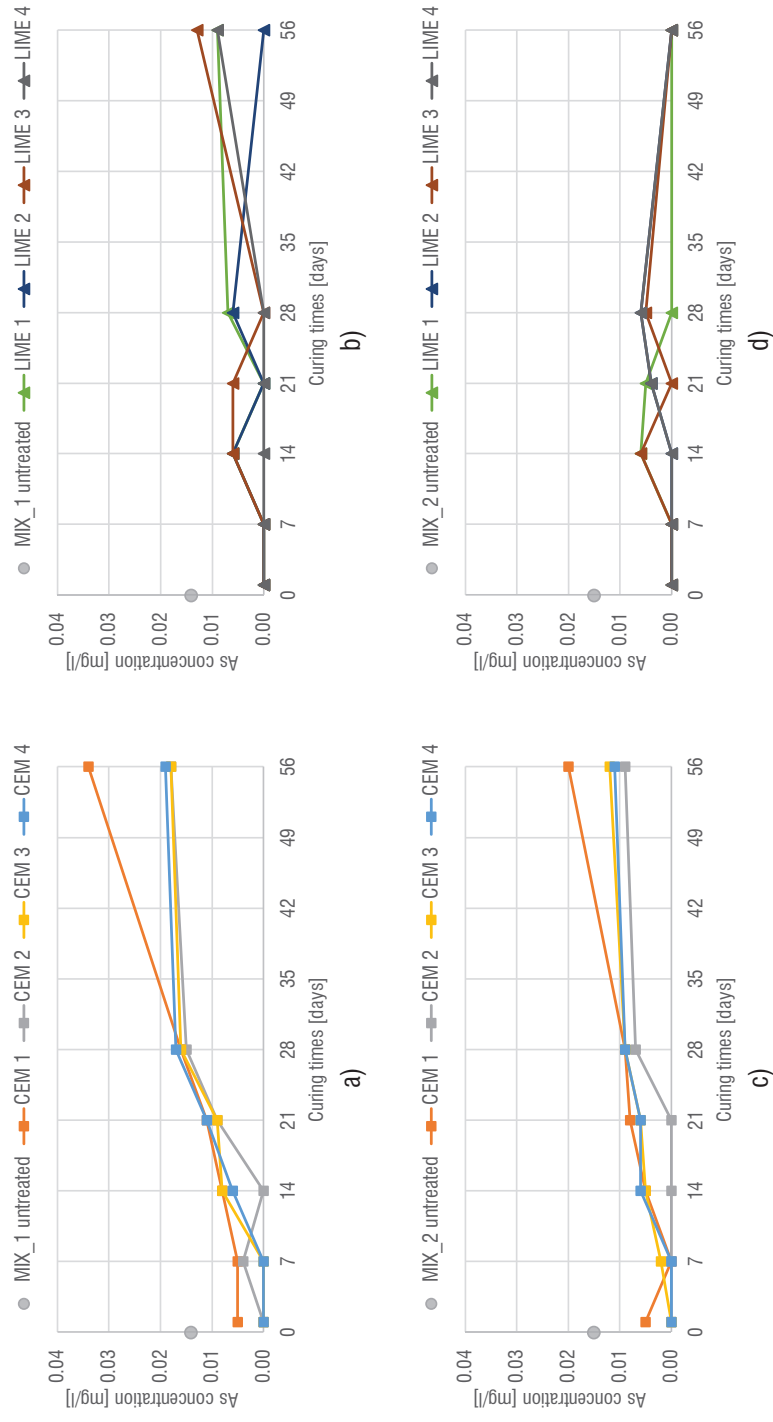 MIX_1 untreated CEM 1 CEM 2 CEM 3 CEM 4
As concentration [mg/l]
0.04
0.03
0.02
0.01
0.00
0 7 14 21 28 35 42 49 56
Curing times [days]
a)
MIX_1 untreated LIME 1 LIME 2 LIME 3 LIME 4
As concentration [mg/l]
0.04
0.03
0.02
0.01
0.00
0 7 14 21 28 35 42 49 56
Curing times [days]
b)
MIX_2 untreated CEM 1 CEM 2 CEM 3 CEM 4
As concentration [mg/l]
0.04
0.03
0.02
0.01
0.00
0 7 14 21 28 35 42 49 56
Curing times [days]
c)
MIX_2 untreated LIME 1 LIME 2 LIME 3 LIME 4
As concentration [mg/l]
0.04
0.03
0.02
0.01
0.00
0 7 14 21 28 35 42 49 56
Curing times [days]
d)